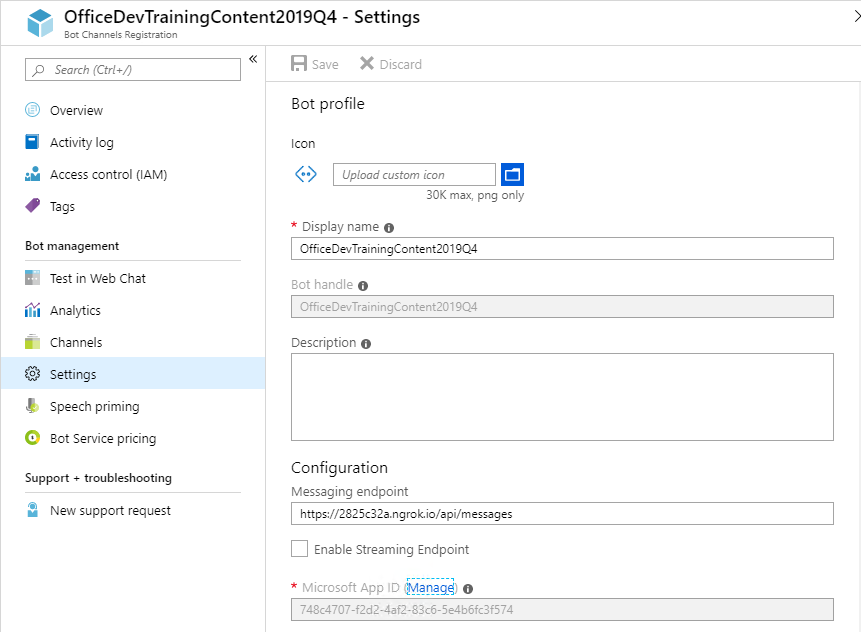 OfficeDevTrainingContent2019Q4 - Settings
Bot Channels Registration
Search (Ctrl+/)
Overview
Activity log
Access control (IAM)
Tags
Bot management
Test in Web Chat
Analytics
Channels
Settings
Speech priming
Bot Service pricing
Support + troubleshooting
New support request
Save Discard
Bot profile
Icon
Upload custom icon
30K max, png only
* Display name
OfficeDevTrainingContent2019Q4
Bot handle
OfficeDevTrainingContent2019Q4
Description
Configuration
Messaging endpoint
https://2825c32a.ngrok.io/api/messages
Enable Streaming Endpoint
* Microsoft App ID (Manage)
748c4707-f2d2-4af2-83c6-5e4b6fc3f574